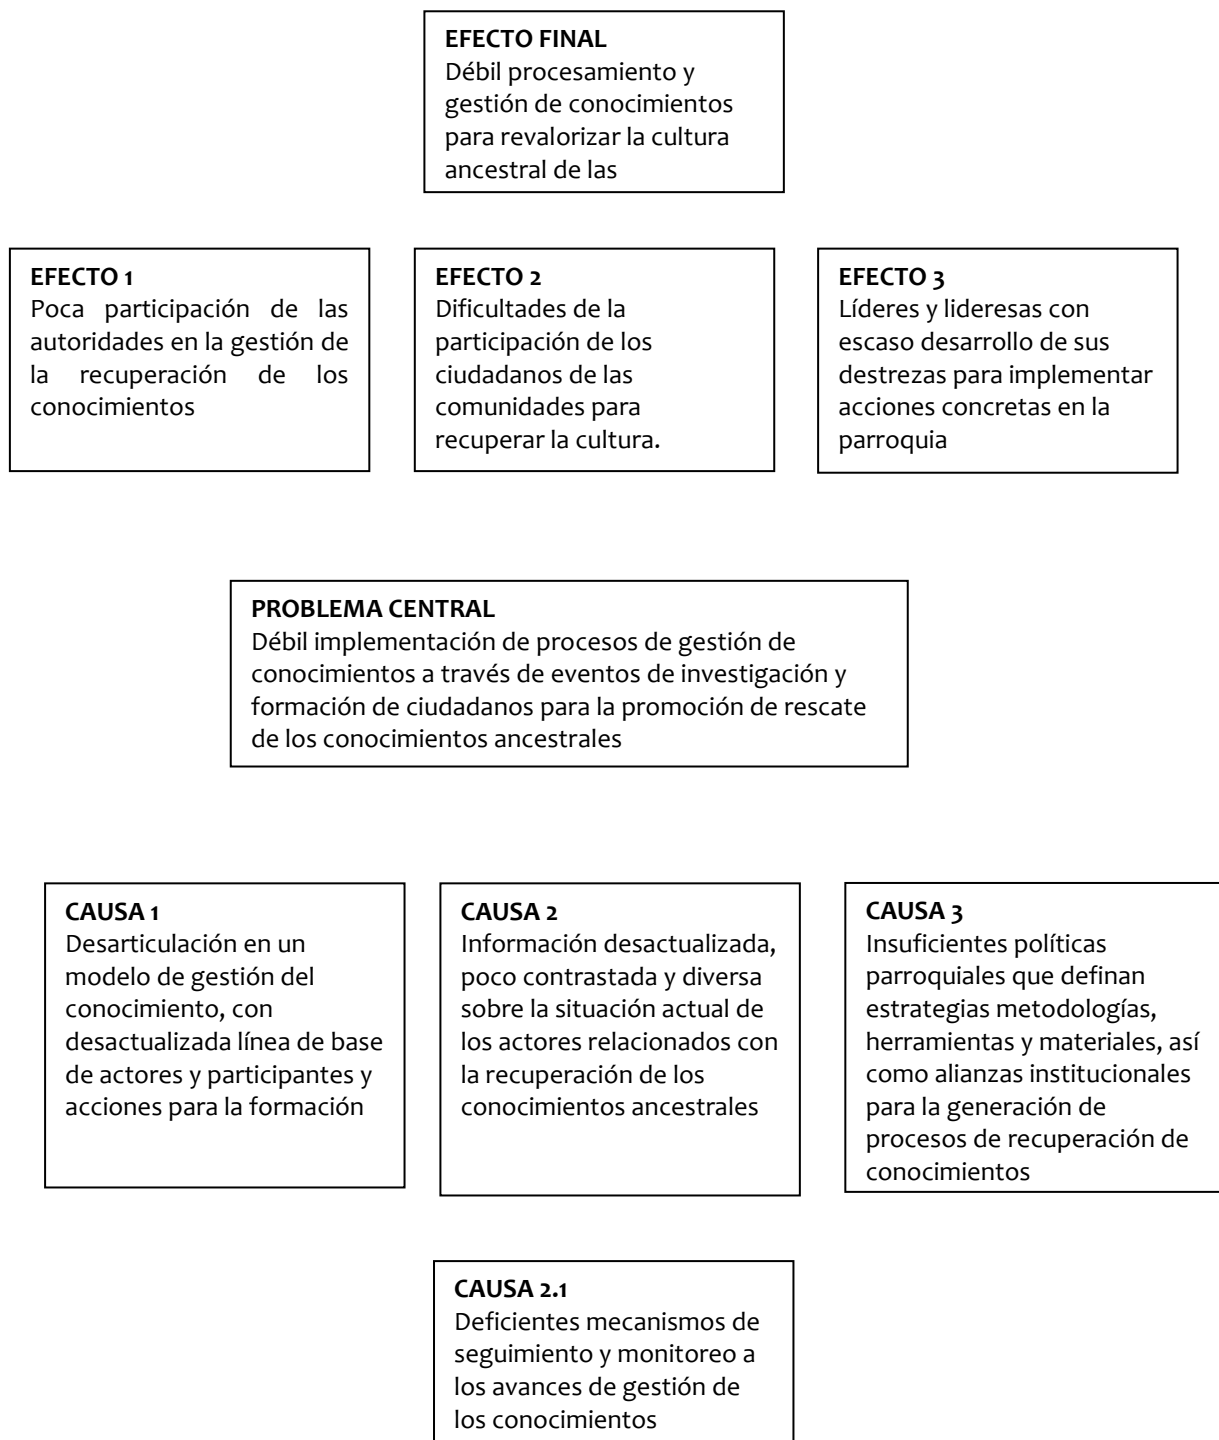 EFECTO FINAL
Débil procesamiento y
gestión de conocimientos
para revalorizar la cultura
ancestral de las
EFECTO 1
Poca participación de las
autoridades en la gestión de
la recuperación de los
conocimientos
EFECTO 2
Dificultades de la
participación de los
ciudadanos de las
comunidades para
recuperar la cultura.
EFECTO 3
Líderes y lideresas con
escaso desarrollo de sus
destrezas para implementar
acciones concretas en la
parroquia
PROBLEMA CENTRAL
Débil implementación de procesos de gestión de
conocimientos a través de eventos de investigación y
formación de ciudadanos para la promoción de rescate
de los conocimientos ancestrales
CAUSA 1
Desarticulación en un
modelo de gestión del
conocimiento, con
desactualizada línea de base
de actores y participantes y
acciones para la formación
CAUSA 2
Información desactualizada,
poco contrastada y diversa
sobre la situación actual de
los actores relacionados con
la recuperación de los
conocimientos ancestrales
CAUSA 3
Insuficientes políticas
parroquiales que definan
estrategias metodologías,
herramientas y materiales, así
como alianzas institucionales
para la generación de
procesos de recuperación de
conocimientos
CAUSA 2.1
Deficientes mecanismos de
seguimiento y monitoreo a
los avances de gestión de
los conocimientos